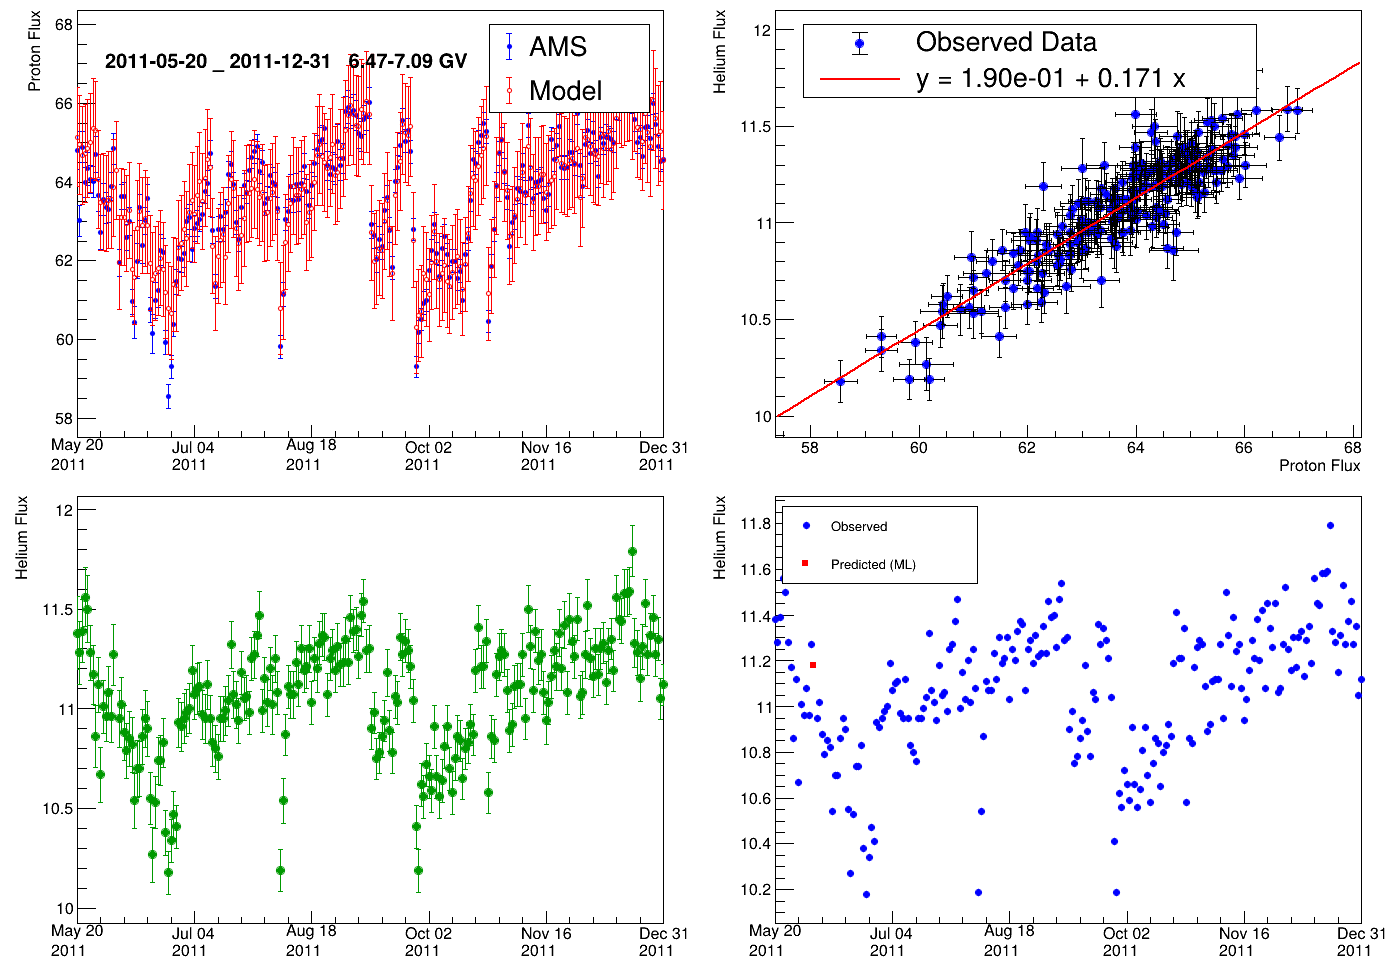 68
66
64
62
60
58
Proton Flux
2011-05-20 _ 2011-12-31 6.47-7.09 GV
AMS
Model
May 20
2011
Jul 04
2011
Aug 18
2011
Oct 02
2011
Nov 16
2011
Dec 31
2011
12
11.5
11
10.5
10
Helium Flux
Observed Data
y = 1.90e-01 + 0.171 x
58
60
62
64
66
68
Proton Flux
12
11.5
11
10.5
10
Helium Flux
May 20
2011
Jul 04
2011
Aug 18
2011
Oct 02
2011
Nov 16
2011
Dec 31
2011
11.8
11.6
11.4
11.2
11
10.8
10.6
10.4
10.2
Helium Flux
Observed
Predicted (ML)
May 20
2011
Jul 04
2011
Aug 18
2011
Oct 02
2011
Nov 16
2011
Dec 31
2011